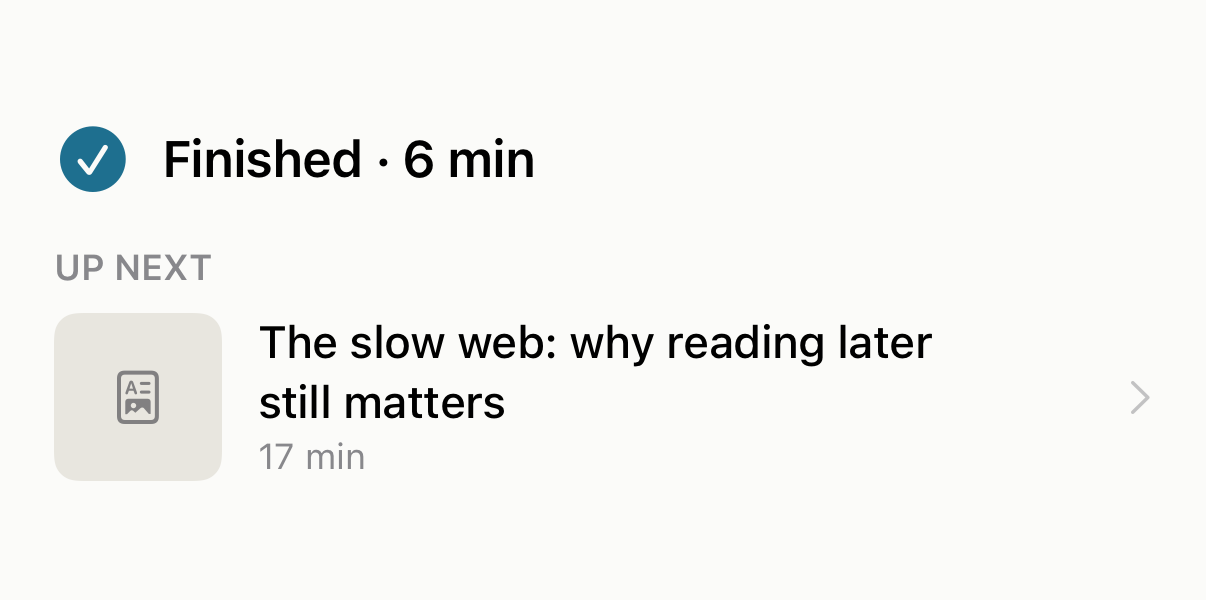 Finished · 6 min
UP NEXT
The slow web: why reading later
still matters
17 min